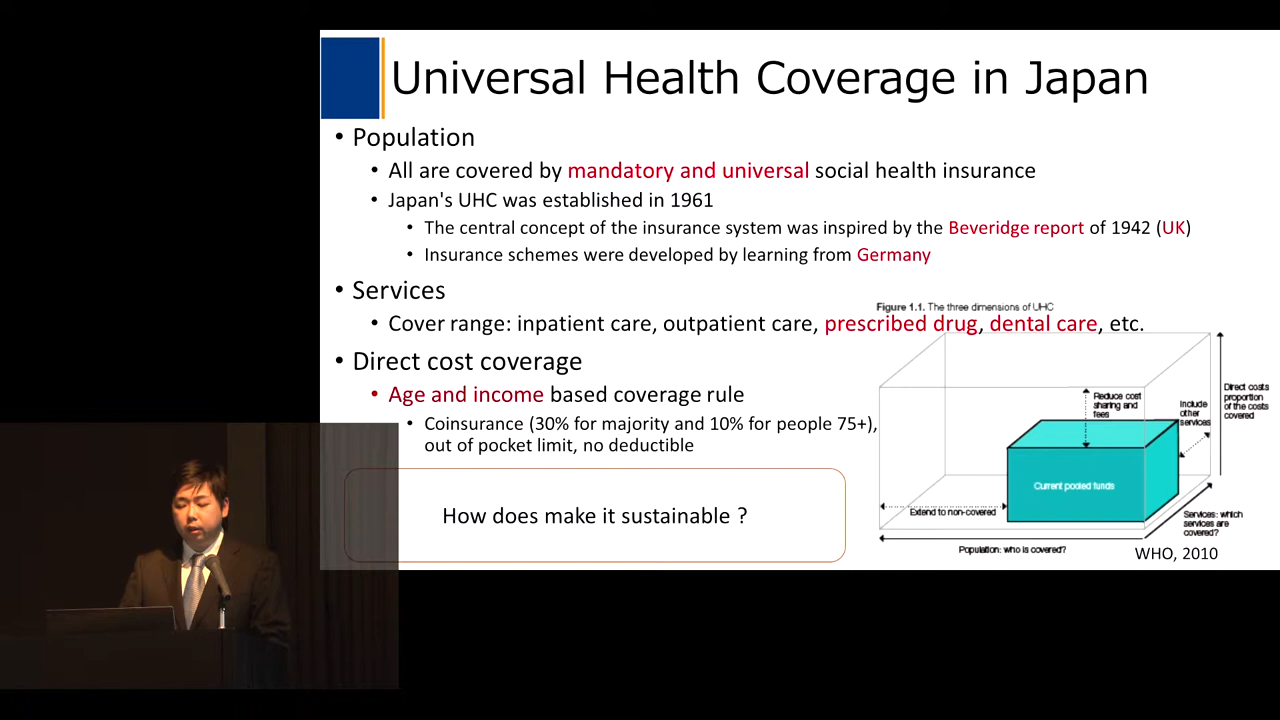 Universal Health Coverage in Japan
• Population
• All are covered by mandatory and universal social health insurance
• Japan's UHC was established in 1961
• The central concept of the insurance system was inspired by the Beveridge report of 1942 (UK)
• Insurance schemes were developed by learning from Germany
• Services
• Cover range: inpatient care, outpatient care, prescribed drug, dental care, etc.
• Direct cost coverage
• Age and income based coverage rule
• Coinsurance (30% for majority and 10% for people 75+),
out of pocket limit, no deductible
How does make it sustainable ?
Figure 1.1. The three dimensions of UHC
Reduce cost
sharing and
fees
Include
other
services
Direct costs
proportion
of the costs
covered
Current pooled funds
Extend to non-covered
Services: which
services are
covered?
Population: who is covered?
WHO, 2010